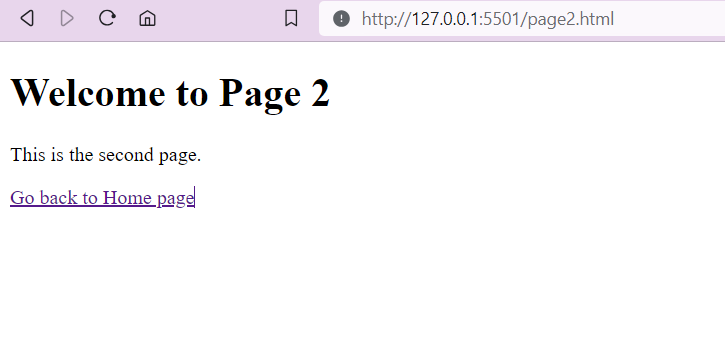 http://127.0.0.1:5501/page2.html
Welcome to Page 2
This is the second page.
Go back to Home page